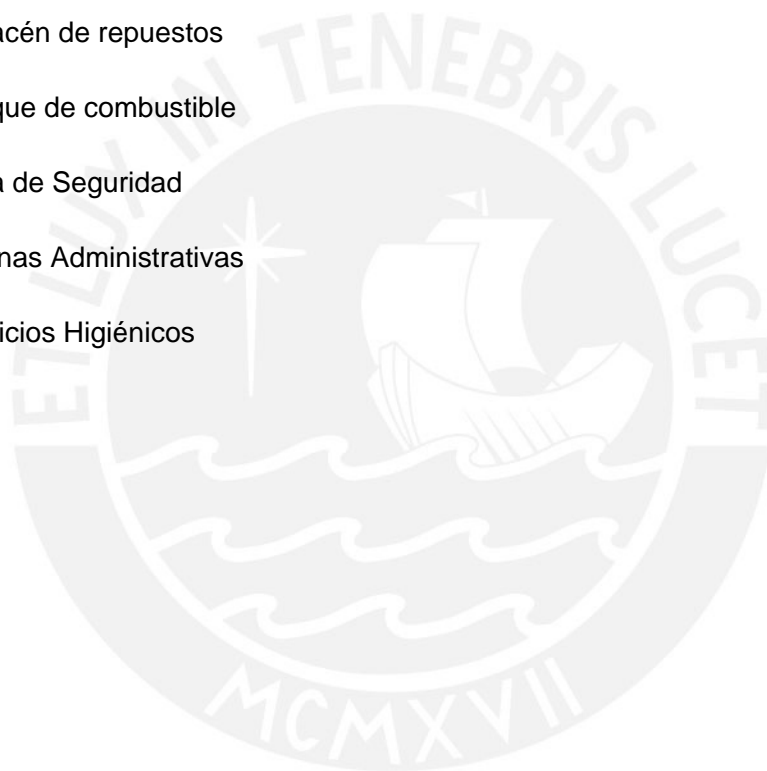 acén de repuestos
que de combustible
a de Seguridad
nas Administrativas
icios Higiénicos
ET LUX IN TENEBRIS LUCET
MCMXVII